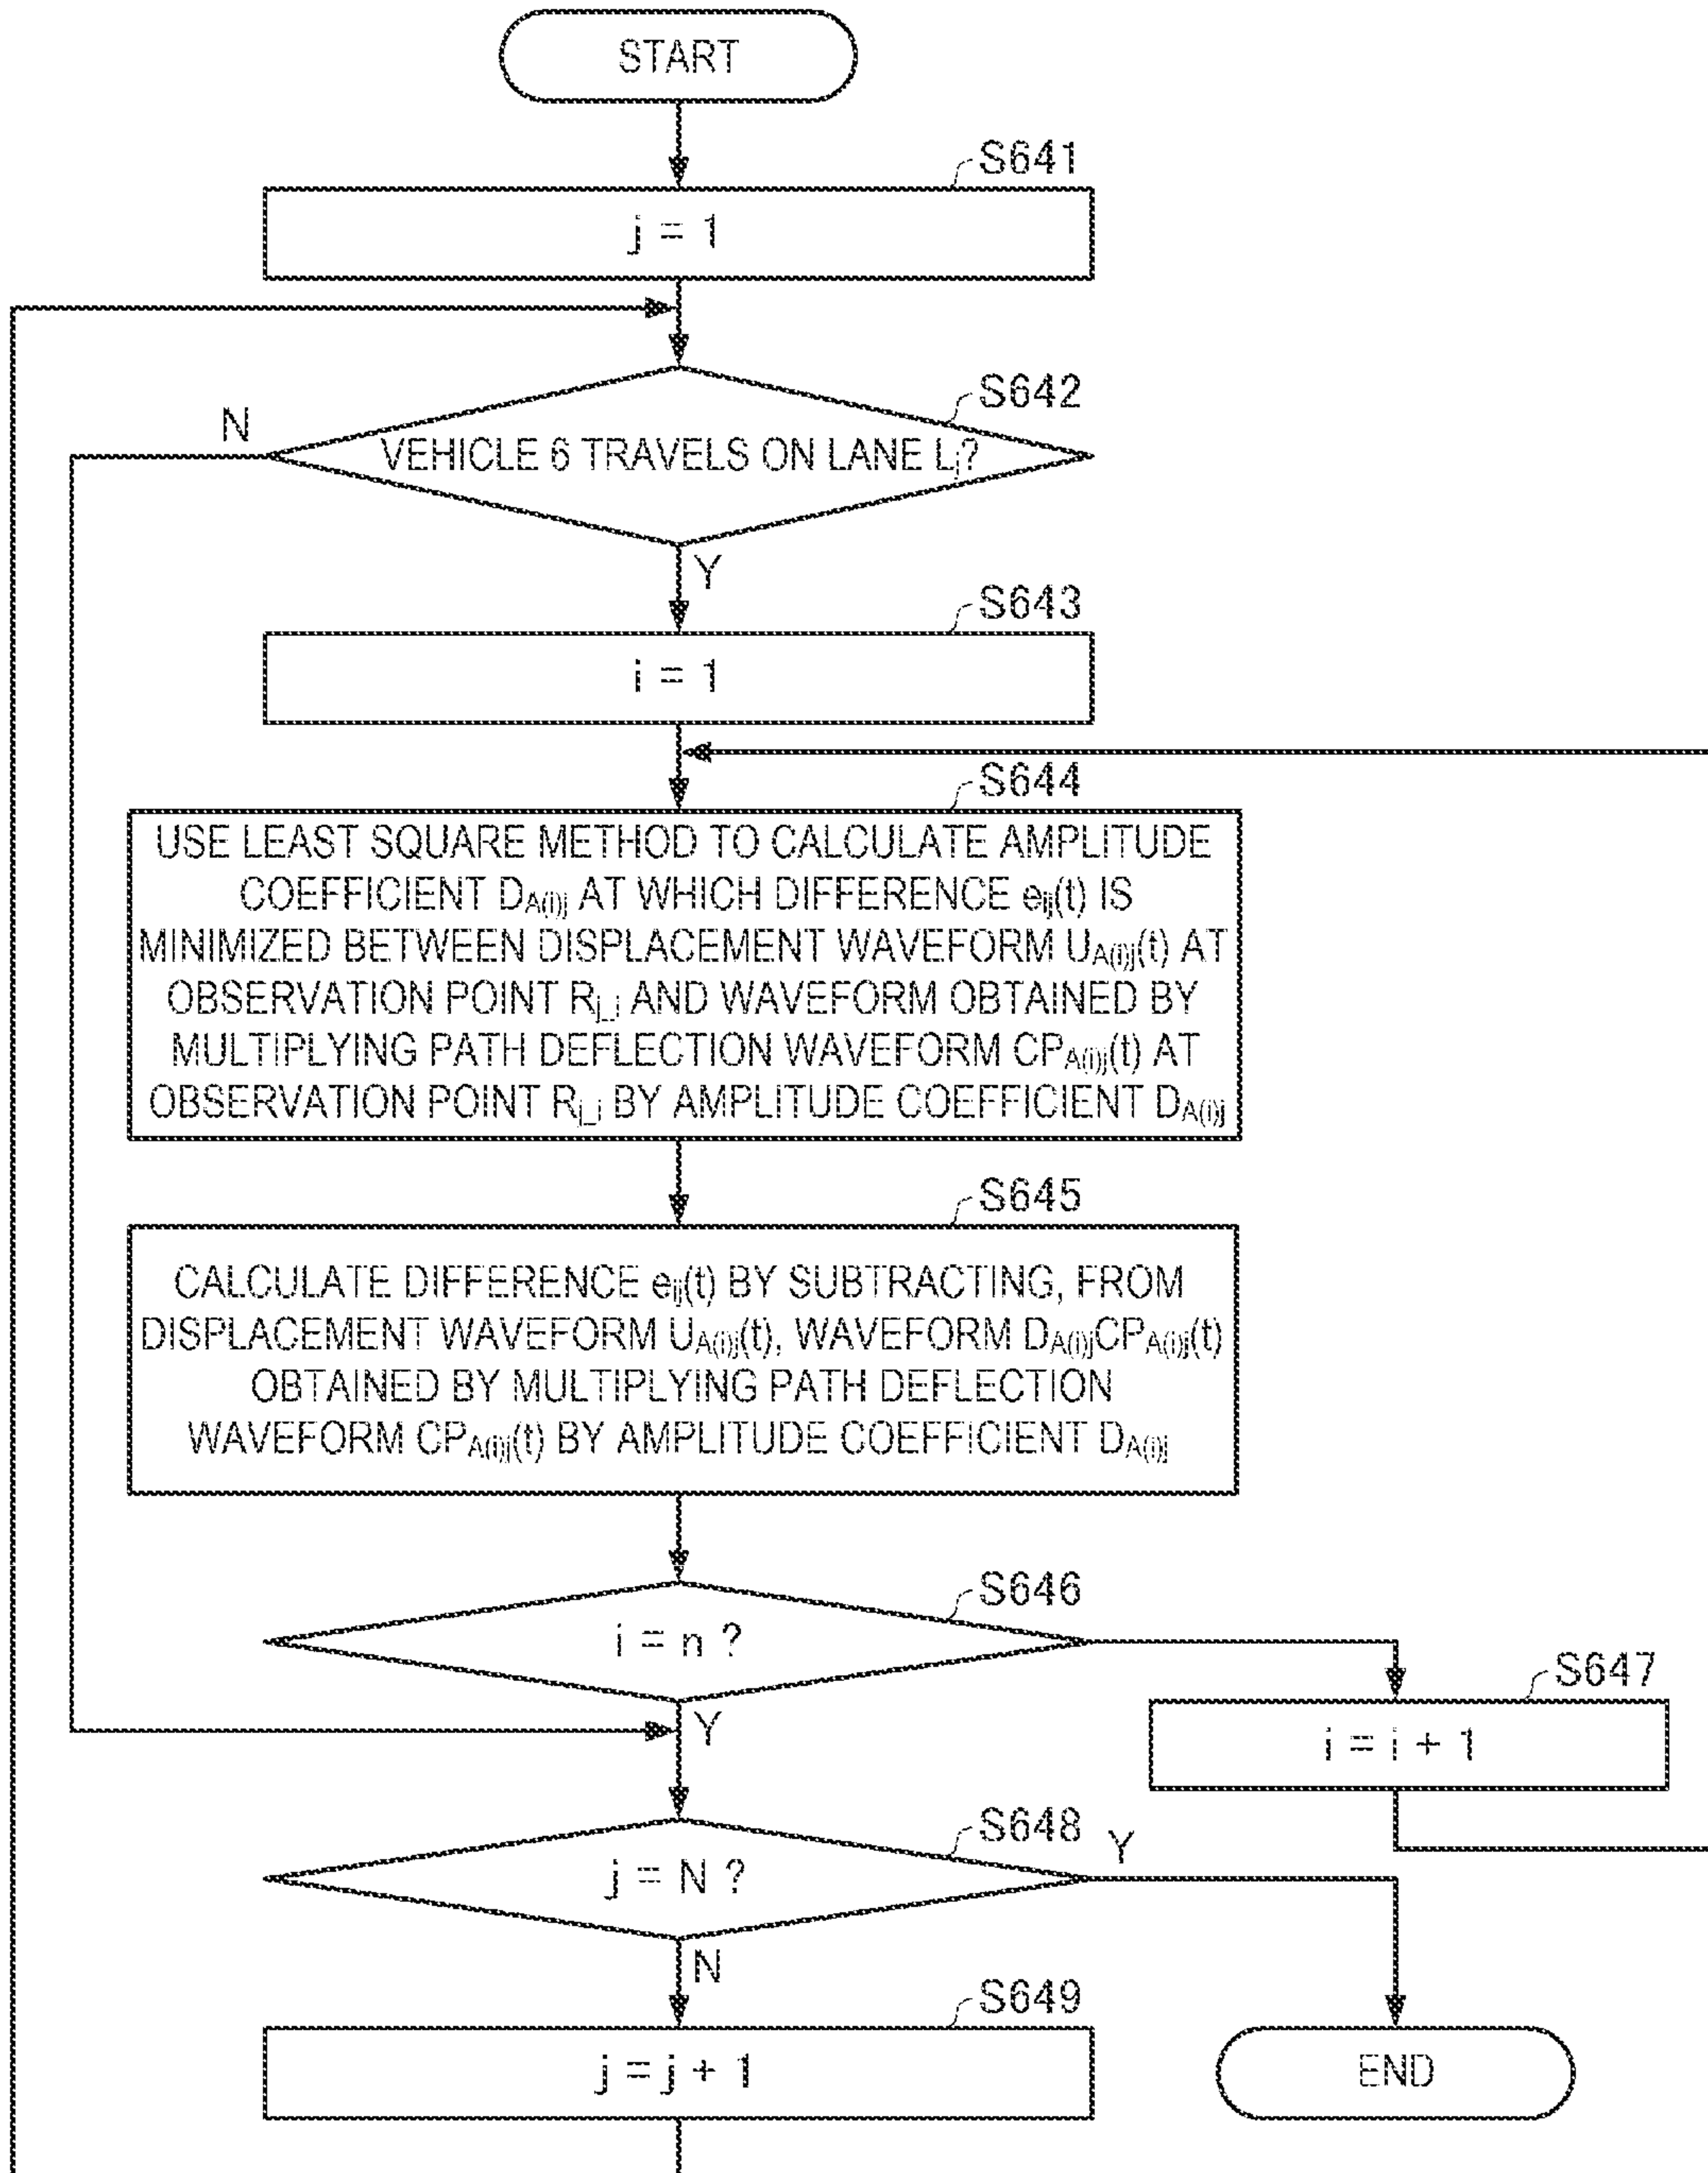 START
S641
j = 1
S642
N
VEHICLE 6 TRAVELS ON LANE Lj?
Y
S643
i = 1
S644
USE LEAST SQUARE METHOD TO CALCULATE AMPLITUDE
COEFFICIENT DA(i)j AT WHICH DIFFERENCE eij(t) IS
MINIMIZED BETWEEN DISPLACEMENT WAVEFORM UA(i)j(t) AT
OBSERVATION POINT Rj_i AND WAVEFORM OBTAINED BY
MULTIPLYING PATH DEFLECTION WAVEFORM CPA(i)j(t) AT
OBSERVATION POINT Rj_i BY AMPLITUDE COEFFICIENT DA(i)j
S645
CALCULATE DIFFERENCE eij(t) BY SUBTRACTING, FROM
DISPLACEMENT WAVEFORM UA(i)j(t), WAVEFORM DA(i)jCPA(i)j(t)
OBTAINED BY MULTIPLYING PATH DEFLECTION
WAVEFORM CPA(i)j(t) BY AMPLITUDE COEFFICIENT DA(i)j
S646
i = n ?
Y
S647
i = i + 1
S648
j = N ?
Y
N
S649
j = j + 1
END